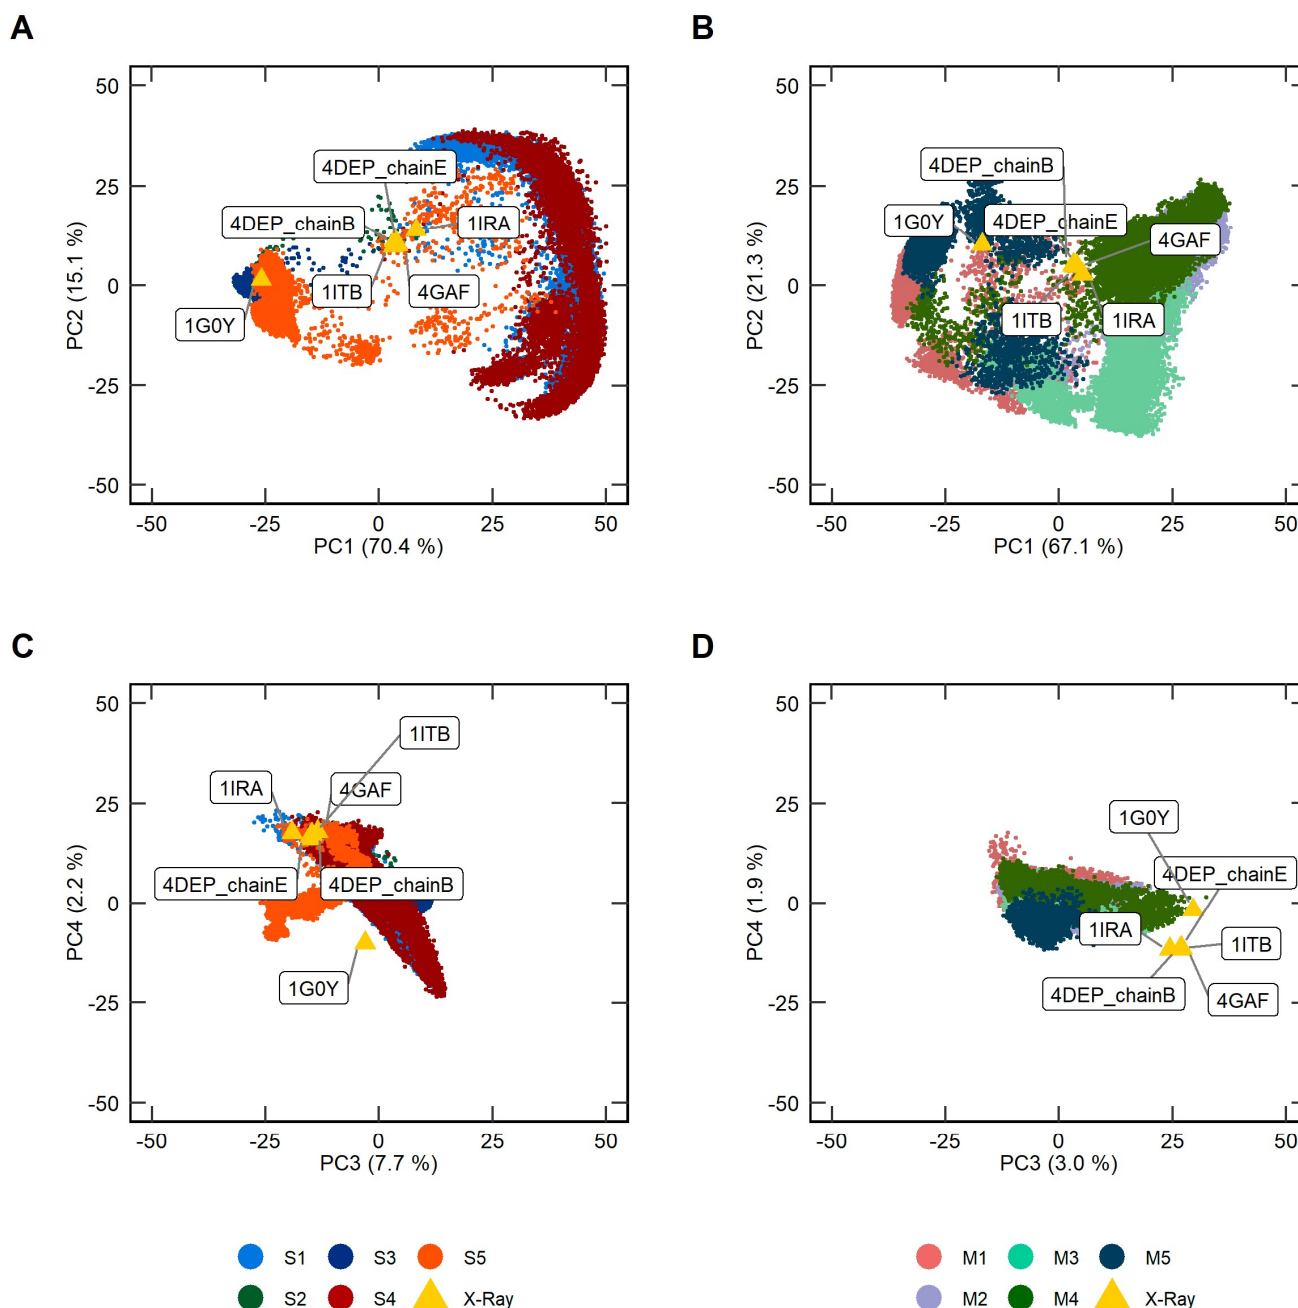 A
50
25
0
-25
-50
PC2 (15.1 %)
4DEP_chainE
4DEP_chainB
1IRA
1ITB
4GAF
1G0Y
-50
-25
0
25
50
PC1 (70.4 %)
B
50
25
0
-25
-50
PC2 (21.3 %)
4DEP_chainB
1G0Y
4DEP_chainE
4GAF
1ITB
1IRA
-50
-25
0
25
50
PC1 (67.1 %)
C
50
25
0
-25
-50
PC4 (2.2 %)
1ITB
1IRA
4GAF
4DEP_chainE
4DEP_chainB
1G0Y
-50
-25
0
25
50
PC3 (7.7 %)
D
50
25
0
-25
-50
PC4 (1.9 %)
1G0Y
4DEP_chainE
1IRA
1ITB
4DEP_chainB
4GAF
-50
-25
0
25
50
PC3 (3.0 %)
S1 S3 S5
S2 S4 X-Ray
M1 M3 M5
M2 M4 X-Ray